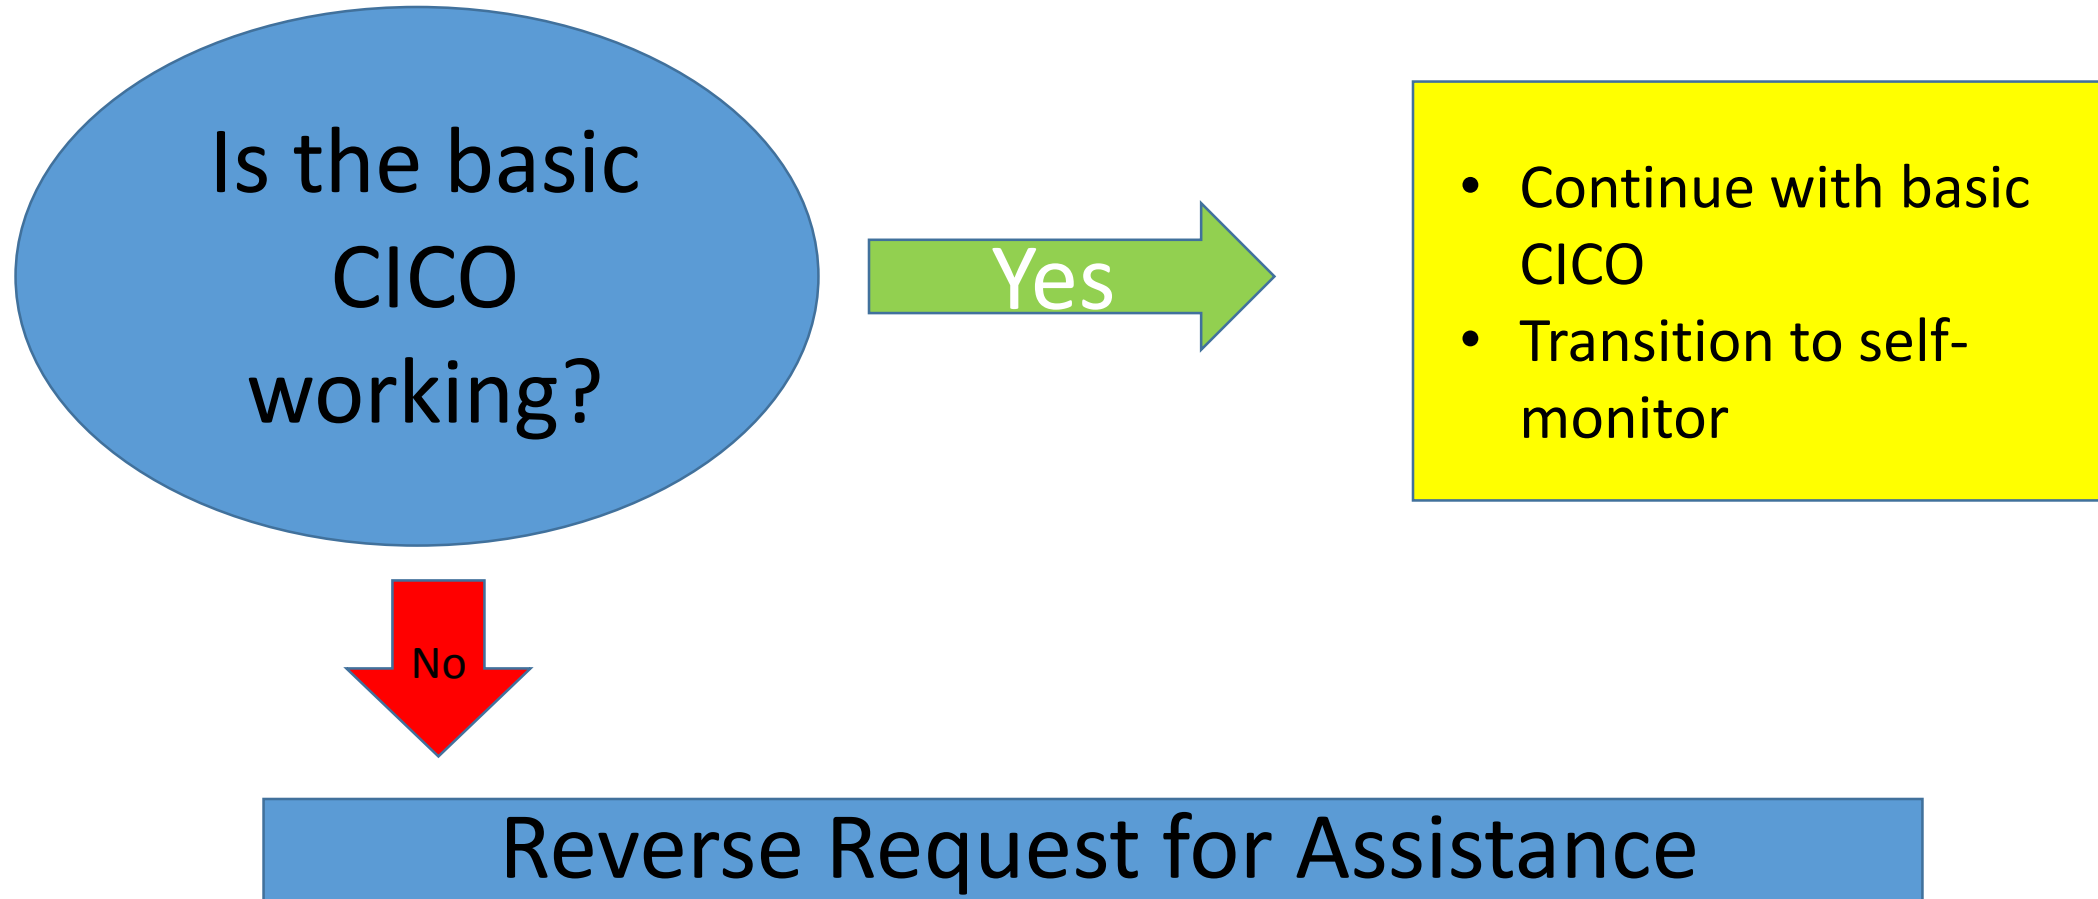 Is the basic
CICO
working?
Yes
• Continue with basic
CICO
• Transition to self-
monitor
No
Reverse Request for Assistance